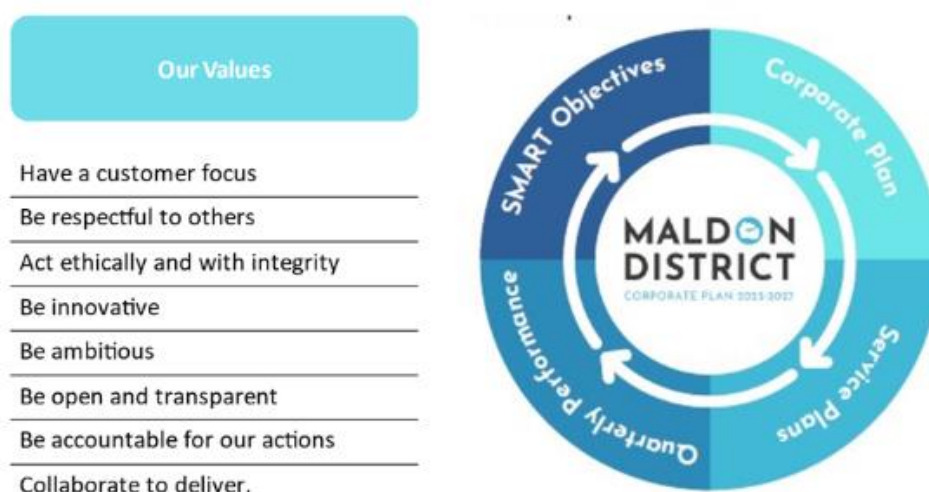 Our Values
Have a customer focus
Be respectful to others
Act ethically and with integrity
Be innovative
Be ambitious
Be open and transparent
Be accountable for our actions
Collaborate to deliver.
SMART Objectives
Corporate Plan
Service Plans
Quarterly Performance
MALDON
DISTRICT
CORPORATE PLAN